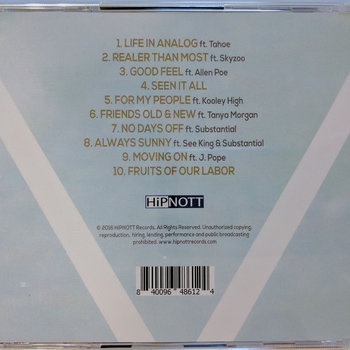 1. LIFE IN ANALOG ft. Tahoe
2. REALER THAN MOST ft. Skyzoo
3. GOOD FEEL ft. Allen Poe
4. SEEN IT ALL
5. FOR MY PEOPLE ft. Kooley High
6. FRIENDS OLD & NEW ft. Tanya Morgan
7. NO DAYS OFF ft. Substantial
8. ALWAYS SUNNY ft. See King & Substantial
9. MOVING ON ft. J. Pope
10. FRUITS OF OUR LABOR
HiPNOTT
© 2016 HiPNOTT Records. All Rights Reserved. Unauthorized copying,
reproduction, hiring, lending, performance and public broadcasting
prohibited. www.hipnottrecords.com
8 40096 48612 4